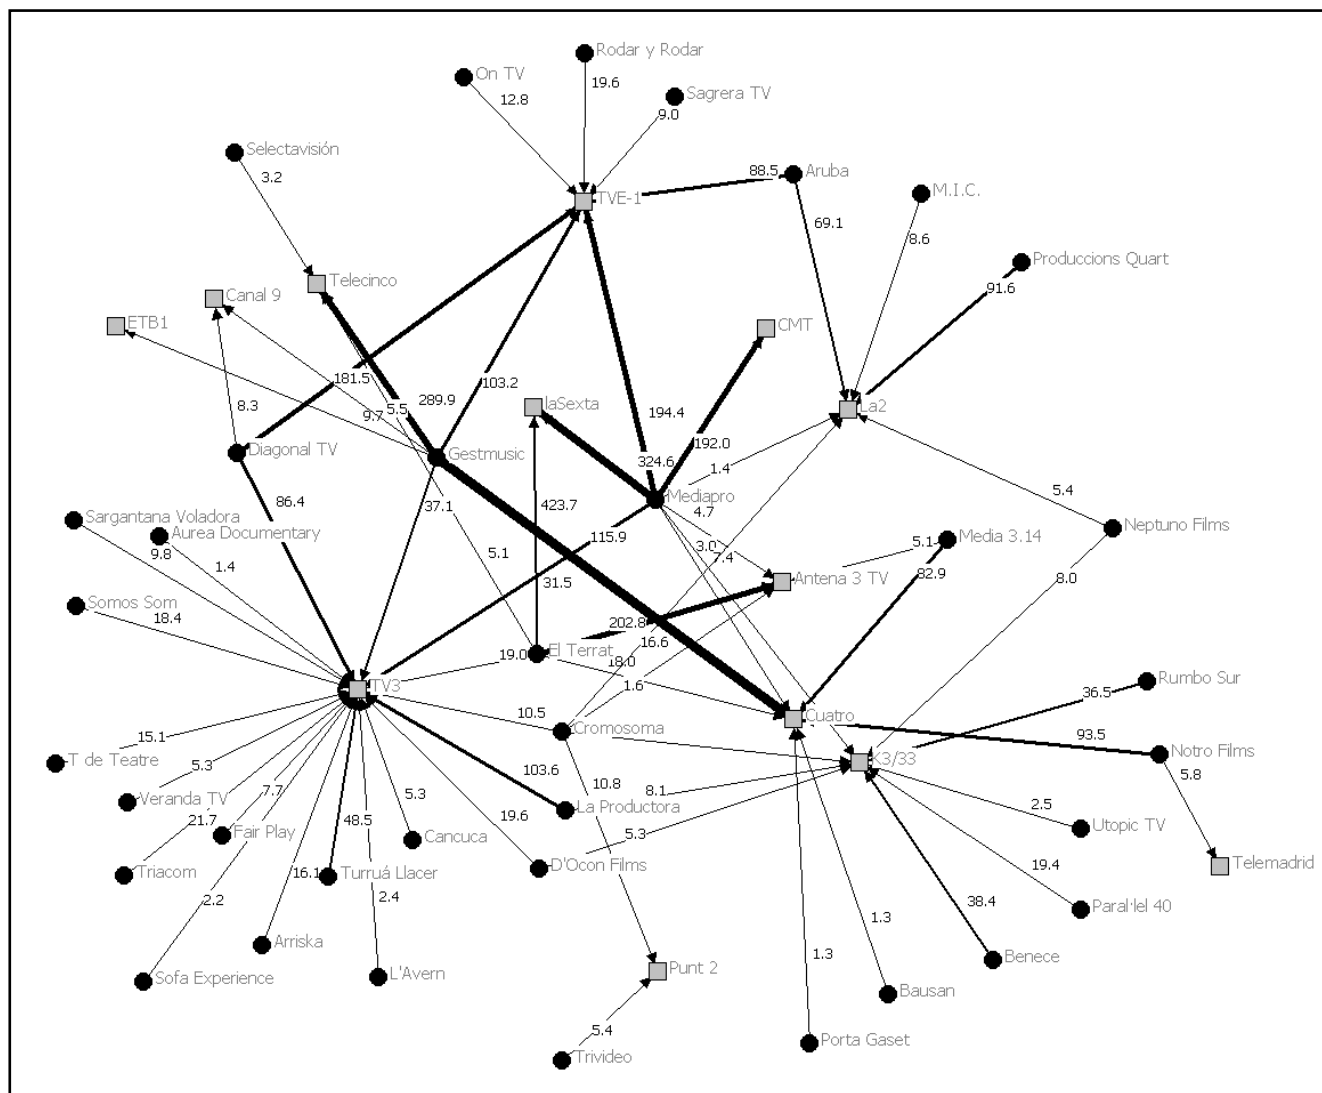 Rodar y Rodar
On TV
19.6
12.8
Sagrera TV
9.0
Selectavisión
3.2
88.5
Aruba
TVE-1
M.I.C.
69.1
8.6
Produccions Quart
91.6
Telecinco
Canal 9
ETB1
CMT
181.5
103.2
5.5
289.9
9.7
8.3
laSexta
194.4
La2
192.0
Diagonal TV
Gestmusic
324.6
1.4
86.4
37.1
423.7
Mediapro
4.7
5.4
Sargantana Voladora
Aurea Documentary
9.8
1.4
115.9
5.1
3.0
7.4
5.1
Media 3.14
Neptuno Films
82.9
8.0
31.5
Antena 3 TV
Somos Som
18.4
202.8
16.6
19.0
El Terrat
18.0
TV3
1.6
Rumbo Sur
36.5
10.5
Cromosoma
Cuatro
93.5
15.1
T de Teatre
K3/33
Notro Films
5.8
5.3
103.6
10.8
8.1
Veranda TV
7.7
5.3
La Productora
2.5
21.7
Fair Play
48.5
19.6
5.3
Cancuca
Utopic TV
Triacom
16.1
Turruá Llacer
D'Ocon Films
19.4
Telemadrid
2.2
2.4
38.4
Paral·lel 40
1.3
Arriska
1.3
Benece
Sofa Experience
L'Avern
Punt 2
Bausan
5.4
Trivideo
Porta Gaset